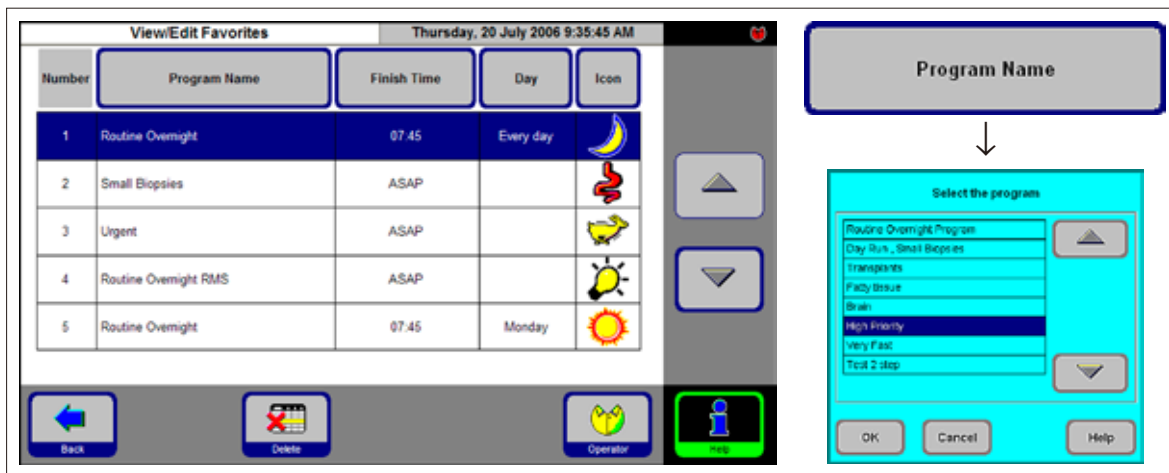 View/Edit Favorites Thursday, 20 July 2006 9:35:45 AM
Number Program Name Finish Time Day Icon
1 Routine Overnight 07:45 Every day
2 Small Biopsies ASAP
3 Urgent ASAP
4 Routine Overnight RMS ASAP
5 Routine Overnight 07:45 Monday
Back Delete Operator Help
Program Name
Select the program
Routine Overnight Program
Day Run , Small Biopsies
Transplants
Fatty tissue
Brain
High Priority
Very Fast
Test 2 step
OK Cancel Help